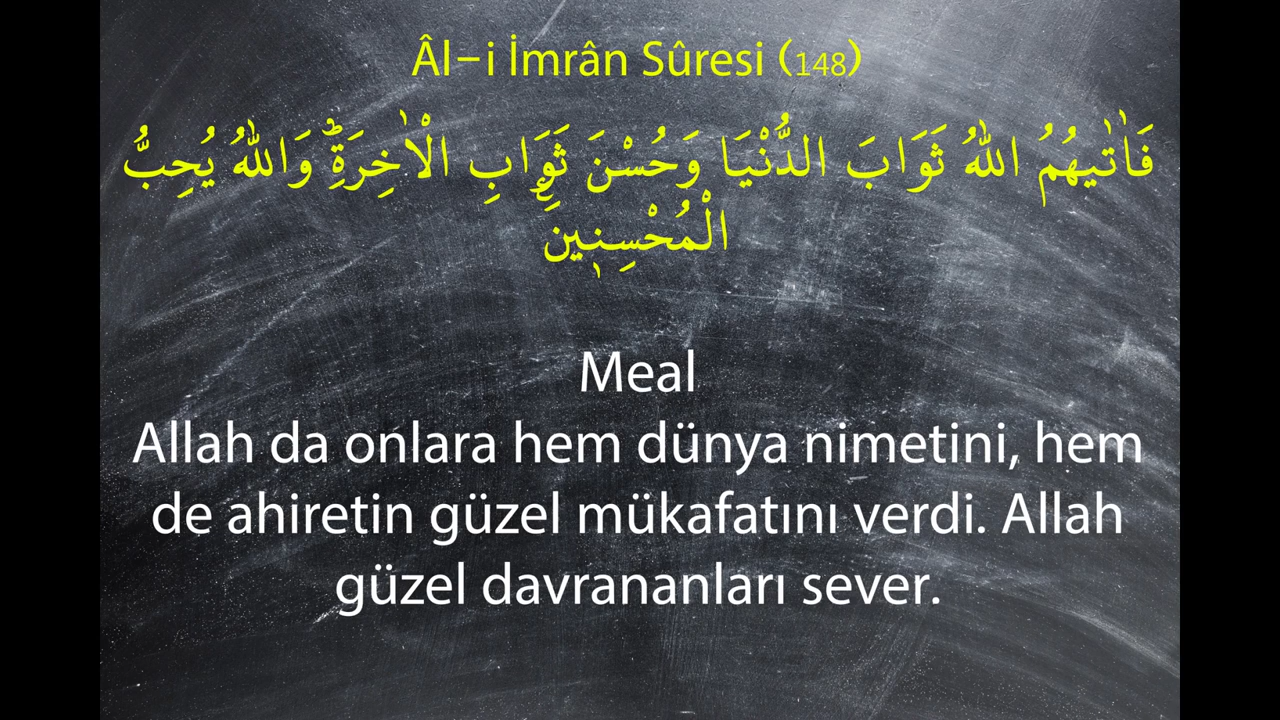 Âl-i İmrân Sûresi (148)
فَاٰتٰيهُمُ اللّٰهُ ثَوَابَ الدُّنْيَا وَحُسْنَ ثَوَابِ الْاٰخِرَةِۜ وَاللّٰهُ يُحِبُّ
الْمُحْسِن۪ينَ۟
Meal
Allah da onlara hem dünya nimetini, hem
de ahiretin güzel mükafatını verdi. Allah
güzel davrananları sever.